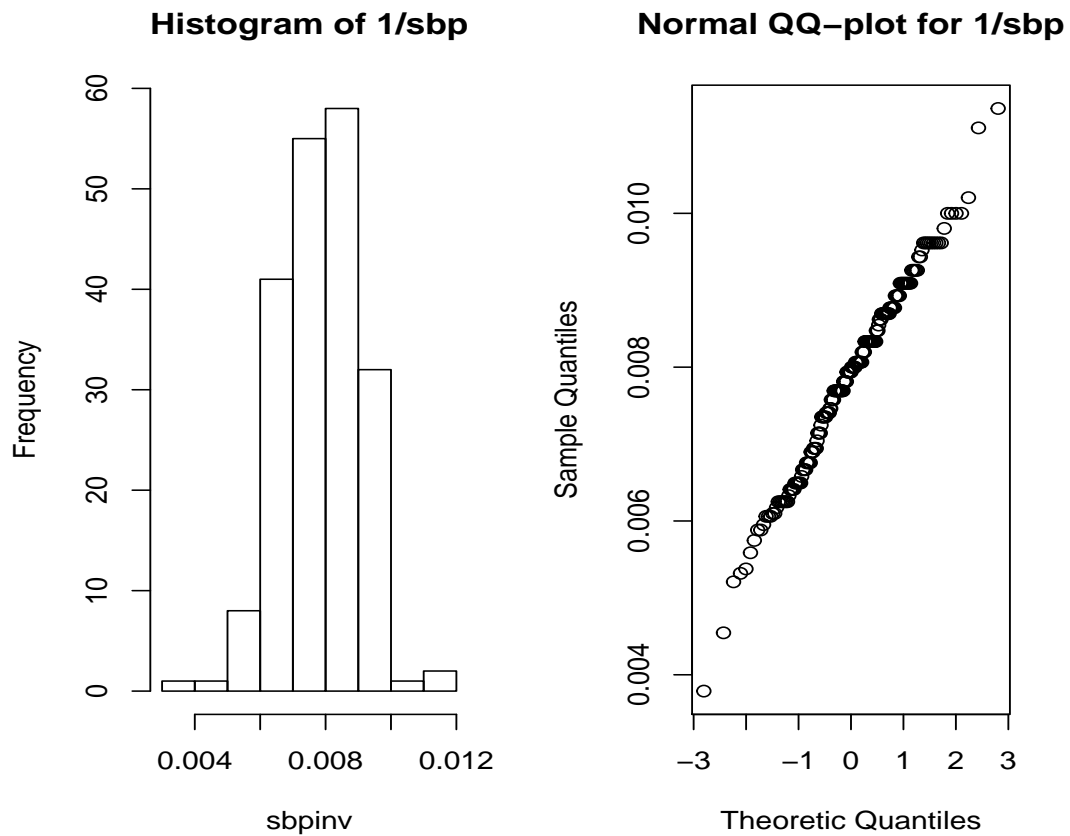 Histogram of 1/sbp
Frequency
0 10 20 30 40 50 60
0.004 0.008 0.012
sbpinv
Normal QQ−plot for 1/sbp
Sample Quantiles
0.004 0.006 0.008 0.010
−3 −1 0 1 2 3
Theoretic Quantiles